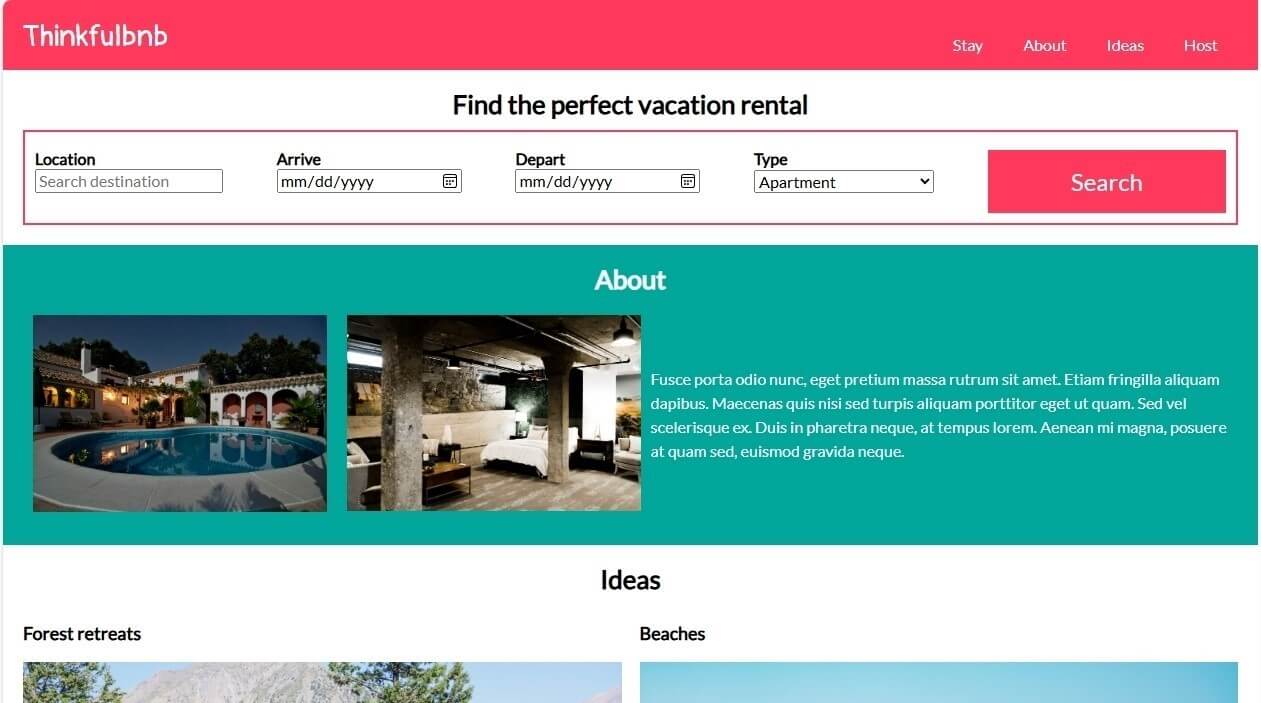 Thinkfulbnb
Stay About Ideas Host
Find the perfect vacation rental
Location Arrive Depart Type
Search destination mm/dd/yyyy mm/dd/yyyy Apartment Search
About
Fusce porta odio nunc, eget pretium massa rutrum sit amet. Etiam fringilla aliquam
dapibus. Maecenas quis nisi sed turpis aliquam porttitor eget ut quam. Sed vel
scelerisque ex. Duis in pharetra neque, at tempus lorem. Aenean mi magna, posuere
at quam sed, euismod gravida neque.
Ideas
Forest retreats Beaches